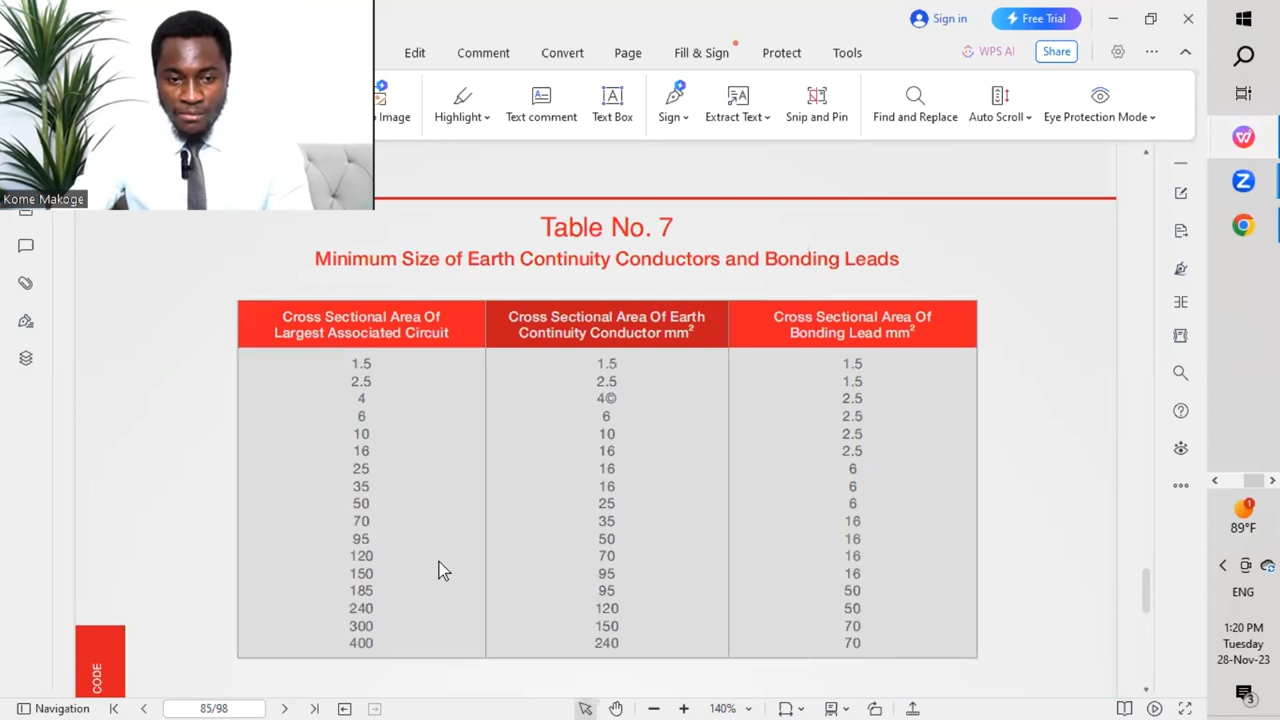 Sign in
Free Trial
Edit
Comment
Convert
Page
Fill & Sign
Protect
Tools
WPS AI
Share
Image
Highlight
Text comment
Text Box
Sign
Extract Text
Snip and Pin
Find and Replace
Auto Scroll
Eye Protection Mode
Kome Makoge
Table No. 7
Minimum Size of Earth Continuity Conductors and Bonding Leads
Cross Sectional Area Of
Largest Associated Circuit
Cross Sectional Area Of Earth
Continuity Conductor mm²
Cross Sectional Area Of
Bonding Lead mm²
1.5 1.5 1.5
2.5 2.5 1.5
4 4© 2.5
6 6 2.5
10 10 2.5
16 16 2.5
25 16 6
35 16 6
50 25 6
70 35 16
95 50 16
120 70 16
150 95 16
185 95 50
240 120 50
300 150 70
400 240 70
CODE
Navigation
85/98
140%
89°F
ENG
1:20 PM
Tuesday
28-Nov-23
3